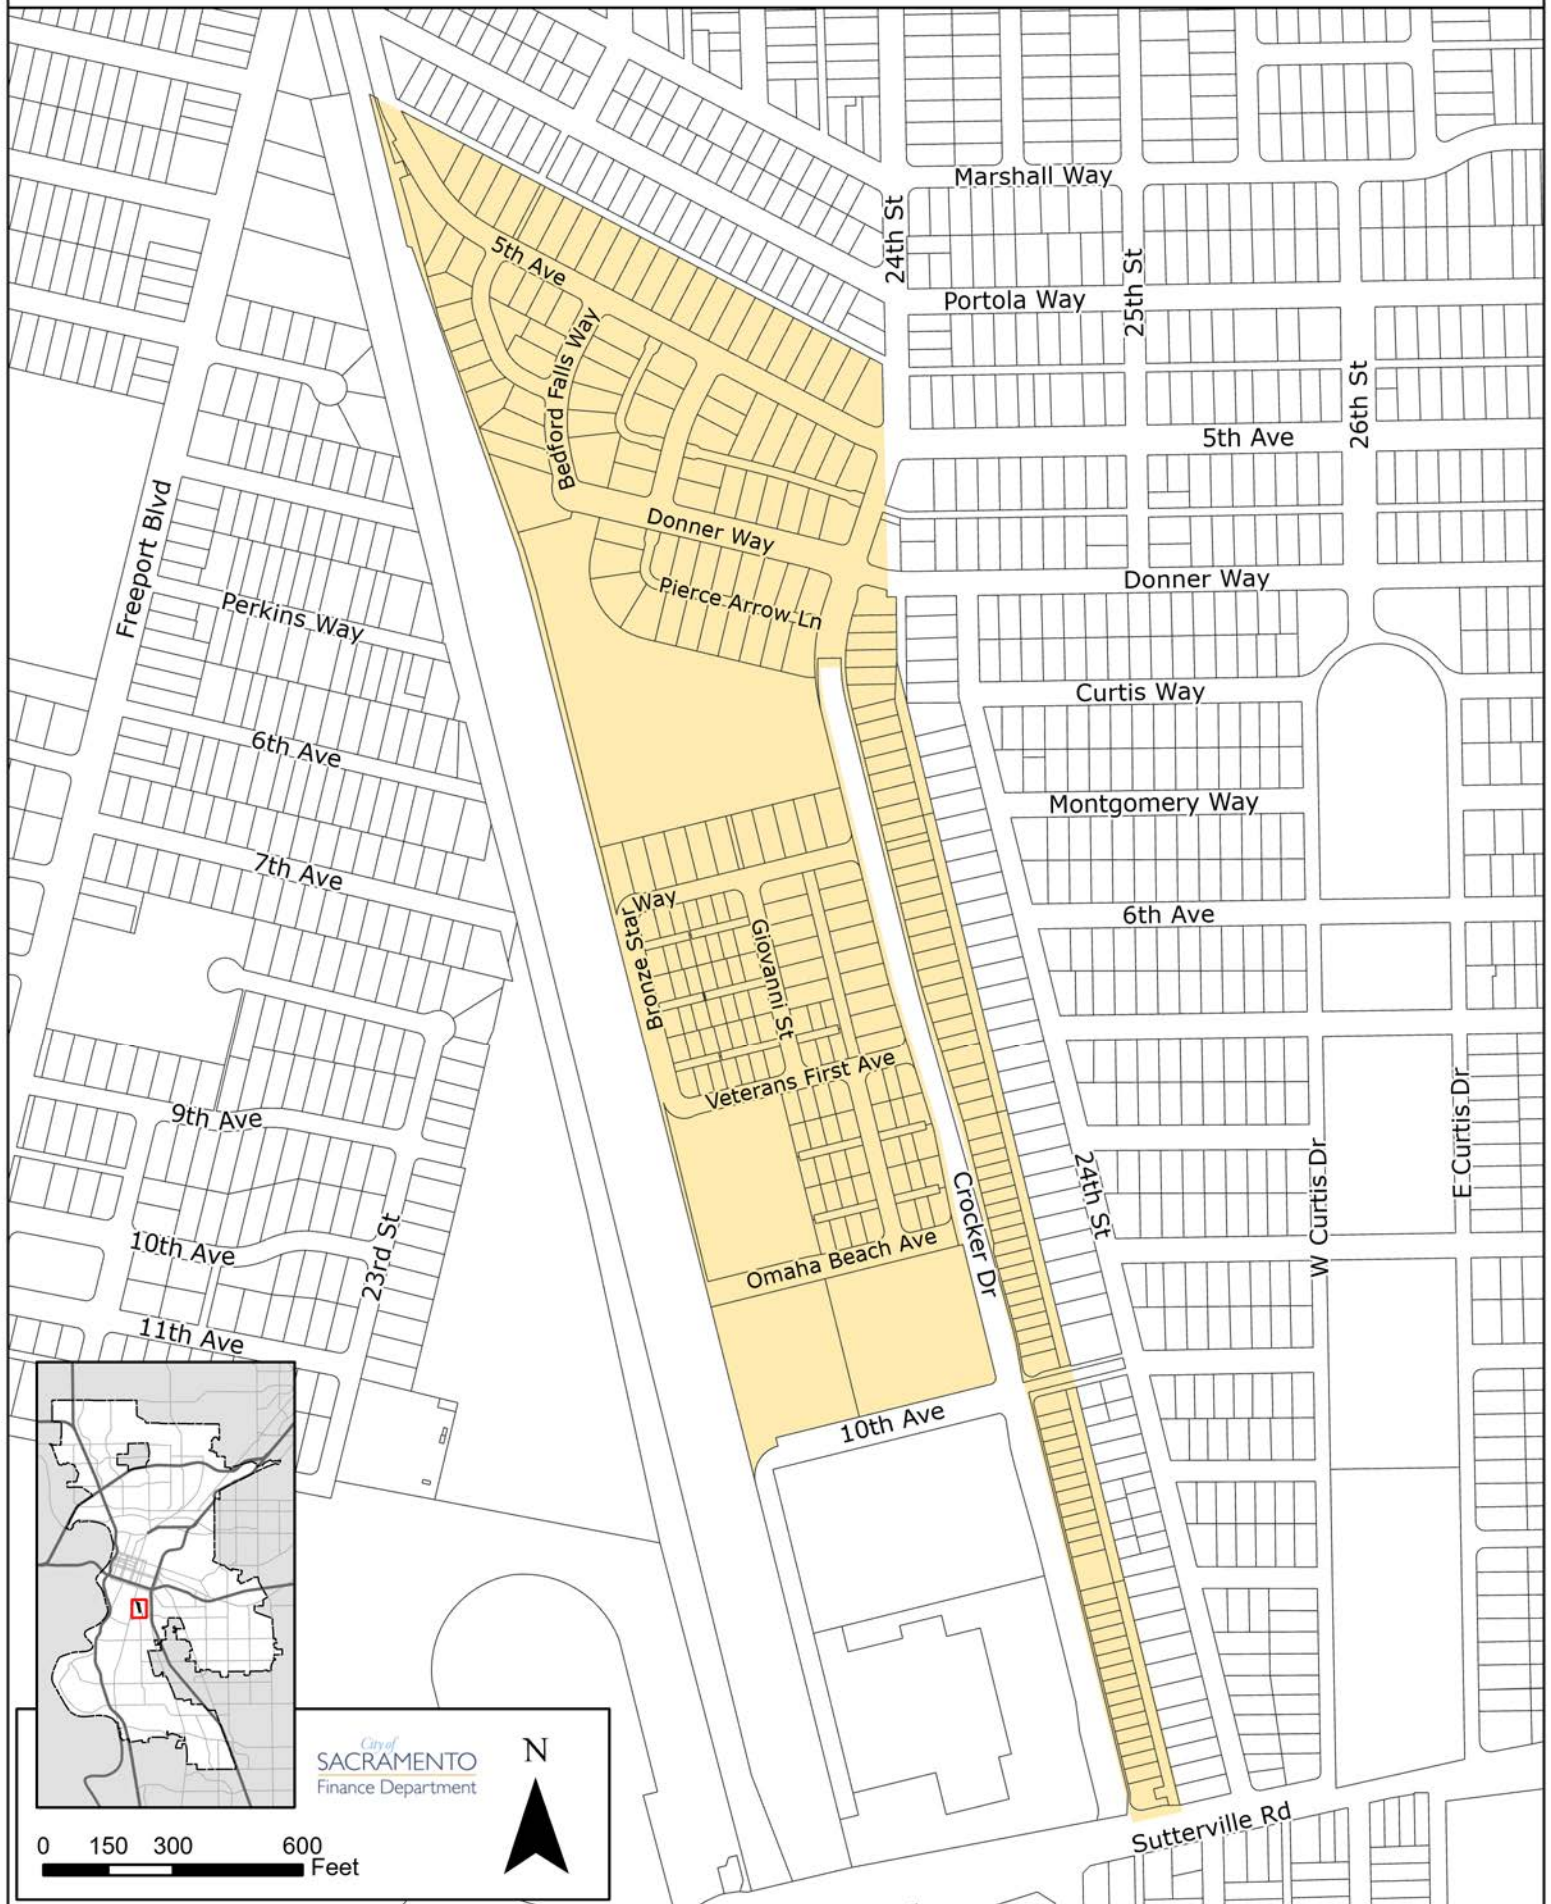 Marshall Way
24th St
5th Ave
25th St
Portola Way
Bedford Falls Way
26th St
5th Ave
Freeport Blvd
Donner Way
Donner Way
Pierce Arrow Ln
Perkins Way
Curtis Way
6th Ave
Montgomery Way
7th Ave
Bronze Star Way
6th Ave
Giovanni St
Veterans First Ave
9th Ave
E Curtis Dr
24th St
W Curtis Dr
Crocker Dr
10th Ave
23rd St
Omaha Beach Ave
11th Ave
10th Ave
City of
SACRAMENTO
Finance Department
N
0 150 300 600
Feet
Sutterville Rd